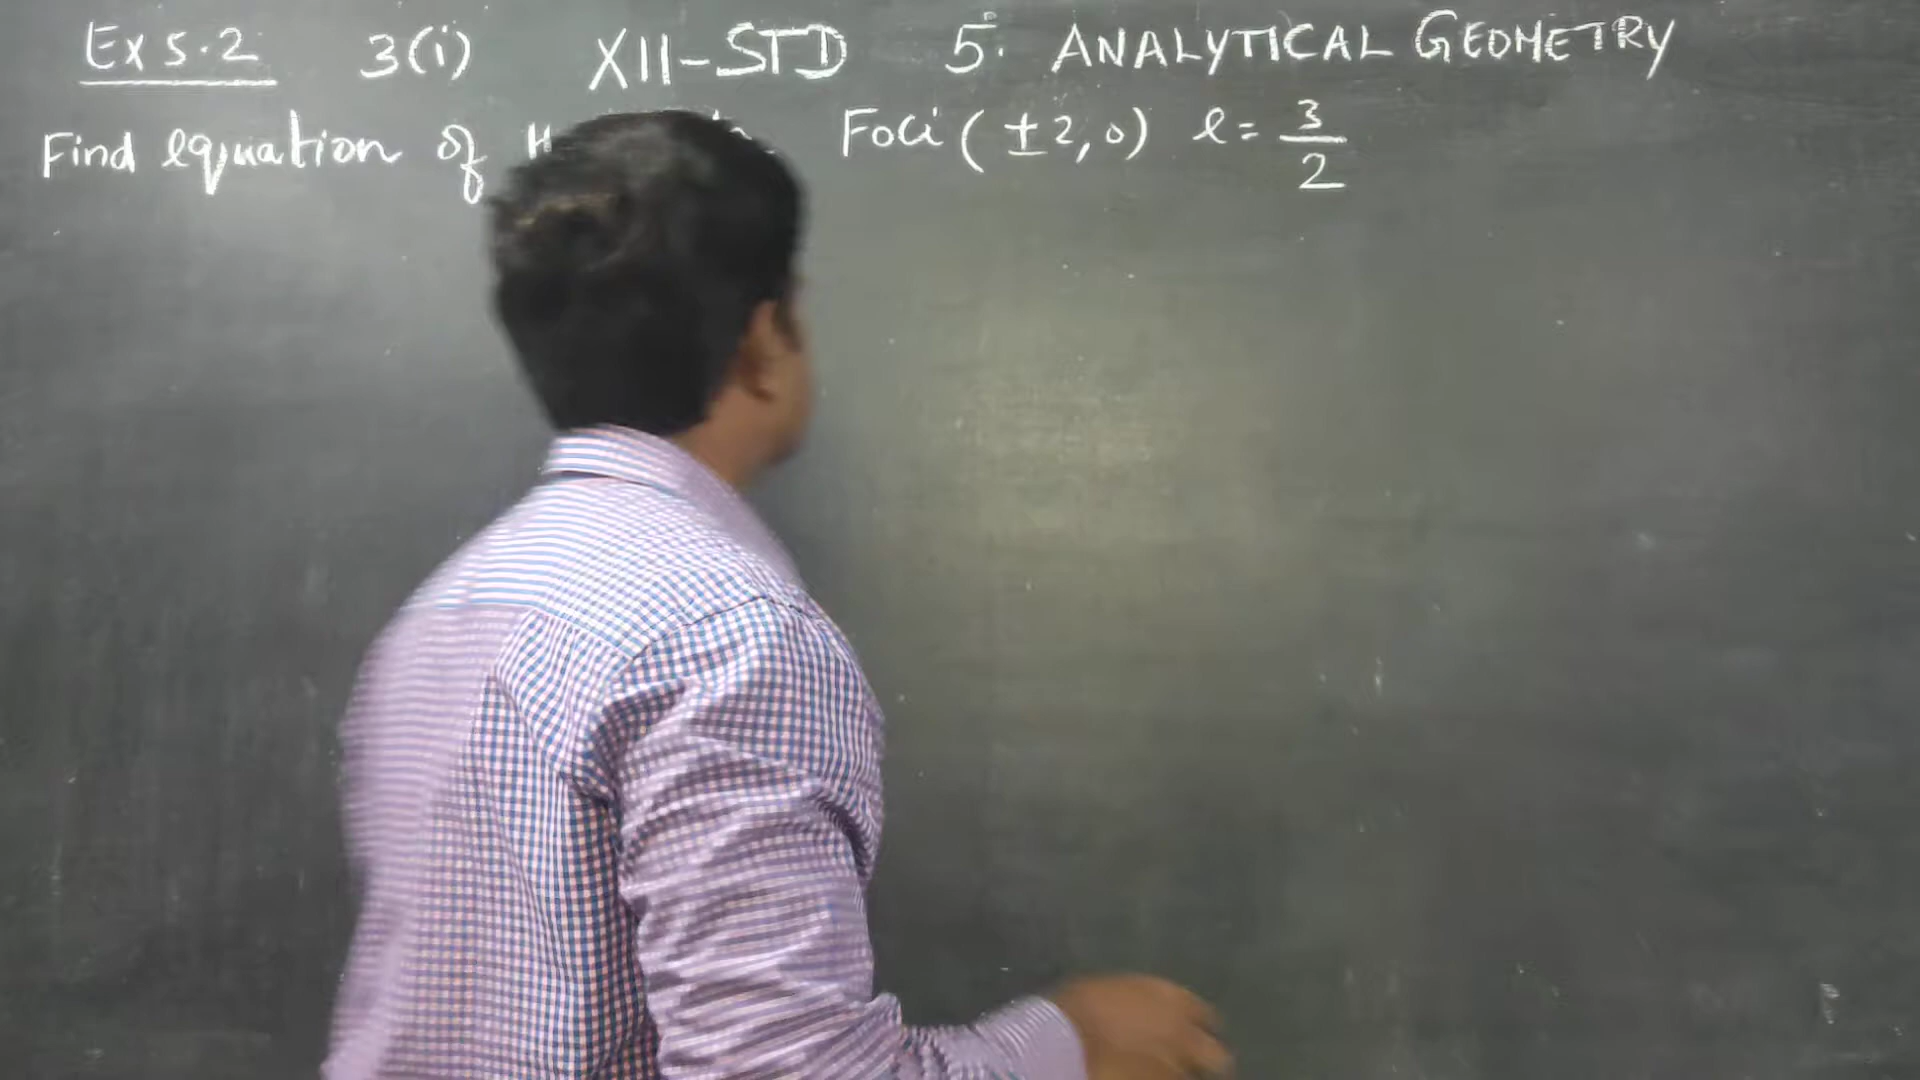 Ex 5.2 3(i) XII-STD 5. ANALYTICAL GEOMETRY
Find equation of Foci (±2,0) e=3/2